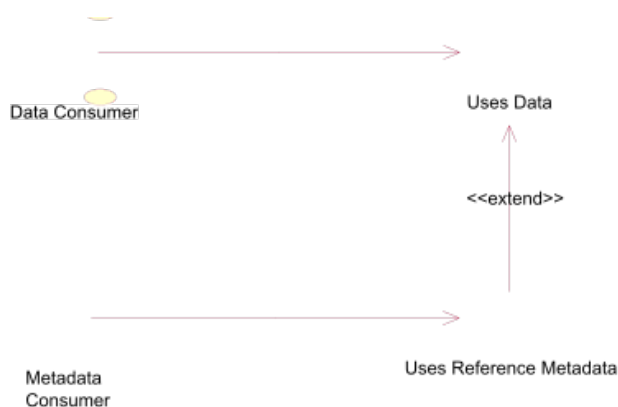 Uses Data
Data Consumer
<<extend>>
Uses Reference Metadata
Metadata
Consumer